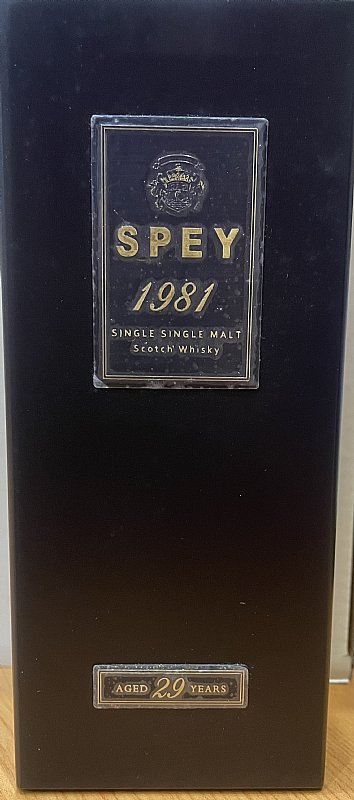 SPEY
1981
SINGLE SINGLE MALT
Scotch Whisky
AGED 29 YEARS